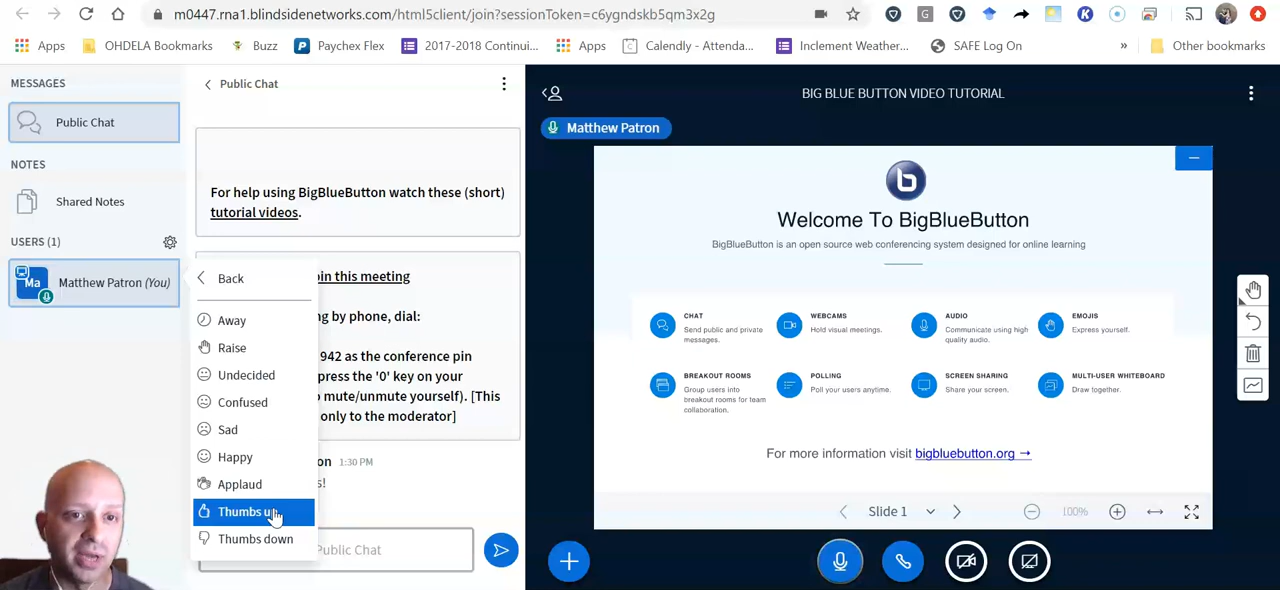 m0447.rna1.blindsidenetworks.com/html5client/join?sessionToken=c6ygndskb5qm3x2g
Apps
OHDELA Bookmarks
Buzz
Paychex Flex
2017-2018 Continui...
Apps
Calendly - Attenda...
Inclement Weather...
SAFE Log On
»
Other bookmarks
MESSAGES
Public Chat
NOTES
Shared Notes
USERS (1)
Ma
Matthew Patron (You)
Public Chat
For help using BigBlueButton watch these (short)
tutorial videos.
pin this meeting
ng by phone, dial:
942 as the conference pin
press the '0' key on your
o mute/unmute yourself). [This
only to the moderator]
on 1:30 PM
s!
Public Chat
Back
Away
Raise
Undecided
Confused
Sad
Happy
Applaud
Thumbs up
Thumbs down
BIG BLUE BUTTON VIDEO TUTORIAL
Matthew Patron
Welcome To BigBlueButton
BigBlueButton is an open source web conferencing system designed for online learning
CHAT
Send public and private
messages.
WEBCAMS
Hold visual meetings.
AUDIO
Communicate using high
quality audio.
EMOJIS
Express yourself.
BREAKOUT ROOMS
Group users into
breakout rooms for team
collaboration.
POLLING
Poll your users anytime.
SCREEN SHARING
Share your screen.
MULTI-USER WHITEBOARD
Draw together.
For more information visit bigbluebutton.org →
Slide 1
100%